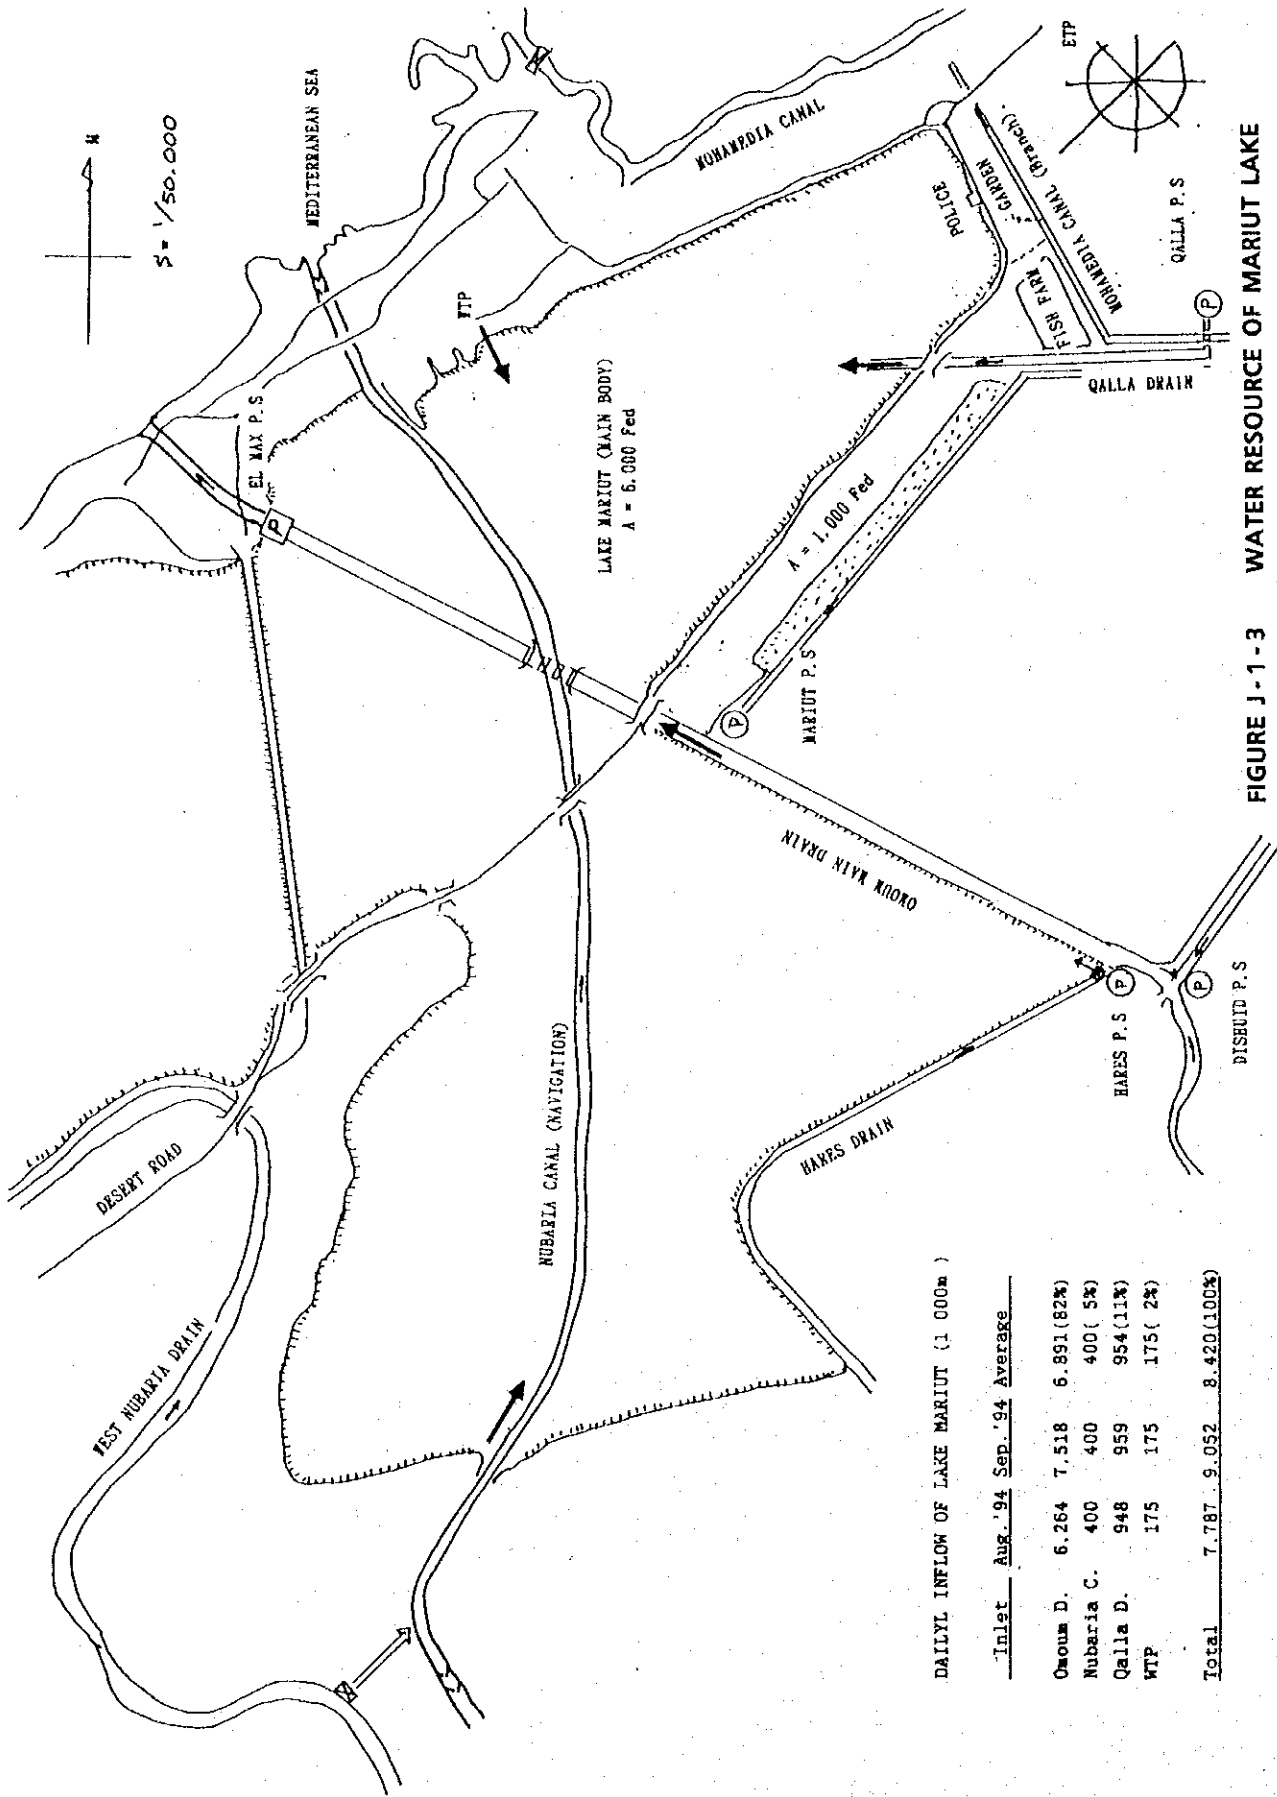 N
S = 1/50.000
MEDITERRANEAN SEA
ETP
MOHAMEDIA CANAL
EL MAX P.S
P
WTP
LAKE MARIUT (MAIN BODY)
A = 6.000 Fed
POLICE
GARDEN
MOHAMEDIA CANAL (Branch)
FISH FARM
QALLA P.S
P
QALLA DRAIN
A = 1.000 Fed
MARIUT P.S
P
DESERT ROAD
WEST NUBARIA DRAIN
NUBARIA CANAL (NAVIGATION)
OMOUM MAIN DRAIN
HARES DRAIN
HARES P.S
P
P
DISHUID P.S
DAILYL INFLOW OF LAKE MARIUT (1 000m )
Inlet Aug.'94 Sep.'94 Average
Omoum D. 6.264 7.518 6.891(82%)
Nubaria C. 400 400 400( 5%)
Qalla D. 948 959 954(11%)
WTP 175 175 175( 2%)
Total 7.787 9.052 8.420(100%)
FIGURE J-1-3 WATER RESOURCE OF MARIUT LAKE